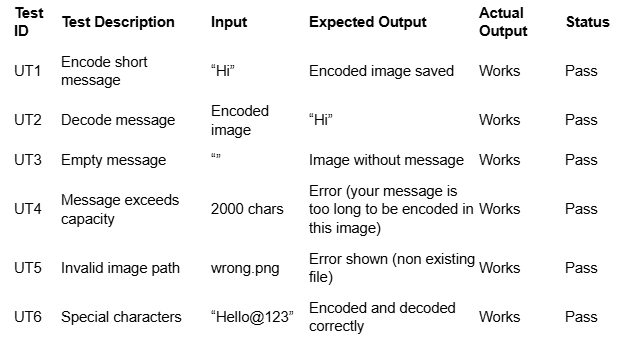 Test ID Test Description Input Expected Output Actual Output Status
UT1 Encode short message “Hi” Encoded image saved Works Pass
UT2 Decode message Encoded image “Hi” Works Pass
UT3 Empty message “” Image without message Works Pass
UT4 Message exceeds capacity 2000 chars Error (your message is too long to be encoded in this image) Works Pass
UT5 Invalid image path wrong.png Error shown (non existing file) Works Pass
UT6 Special characters “Hello@123” Encoded and decoded correctly Works Pass